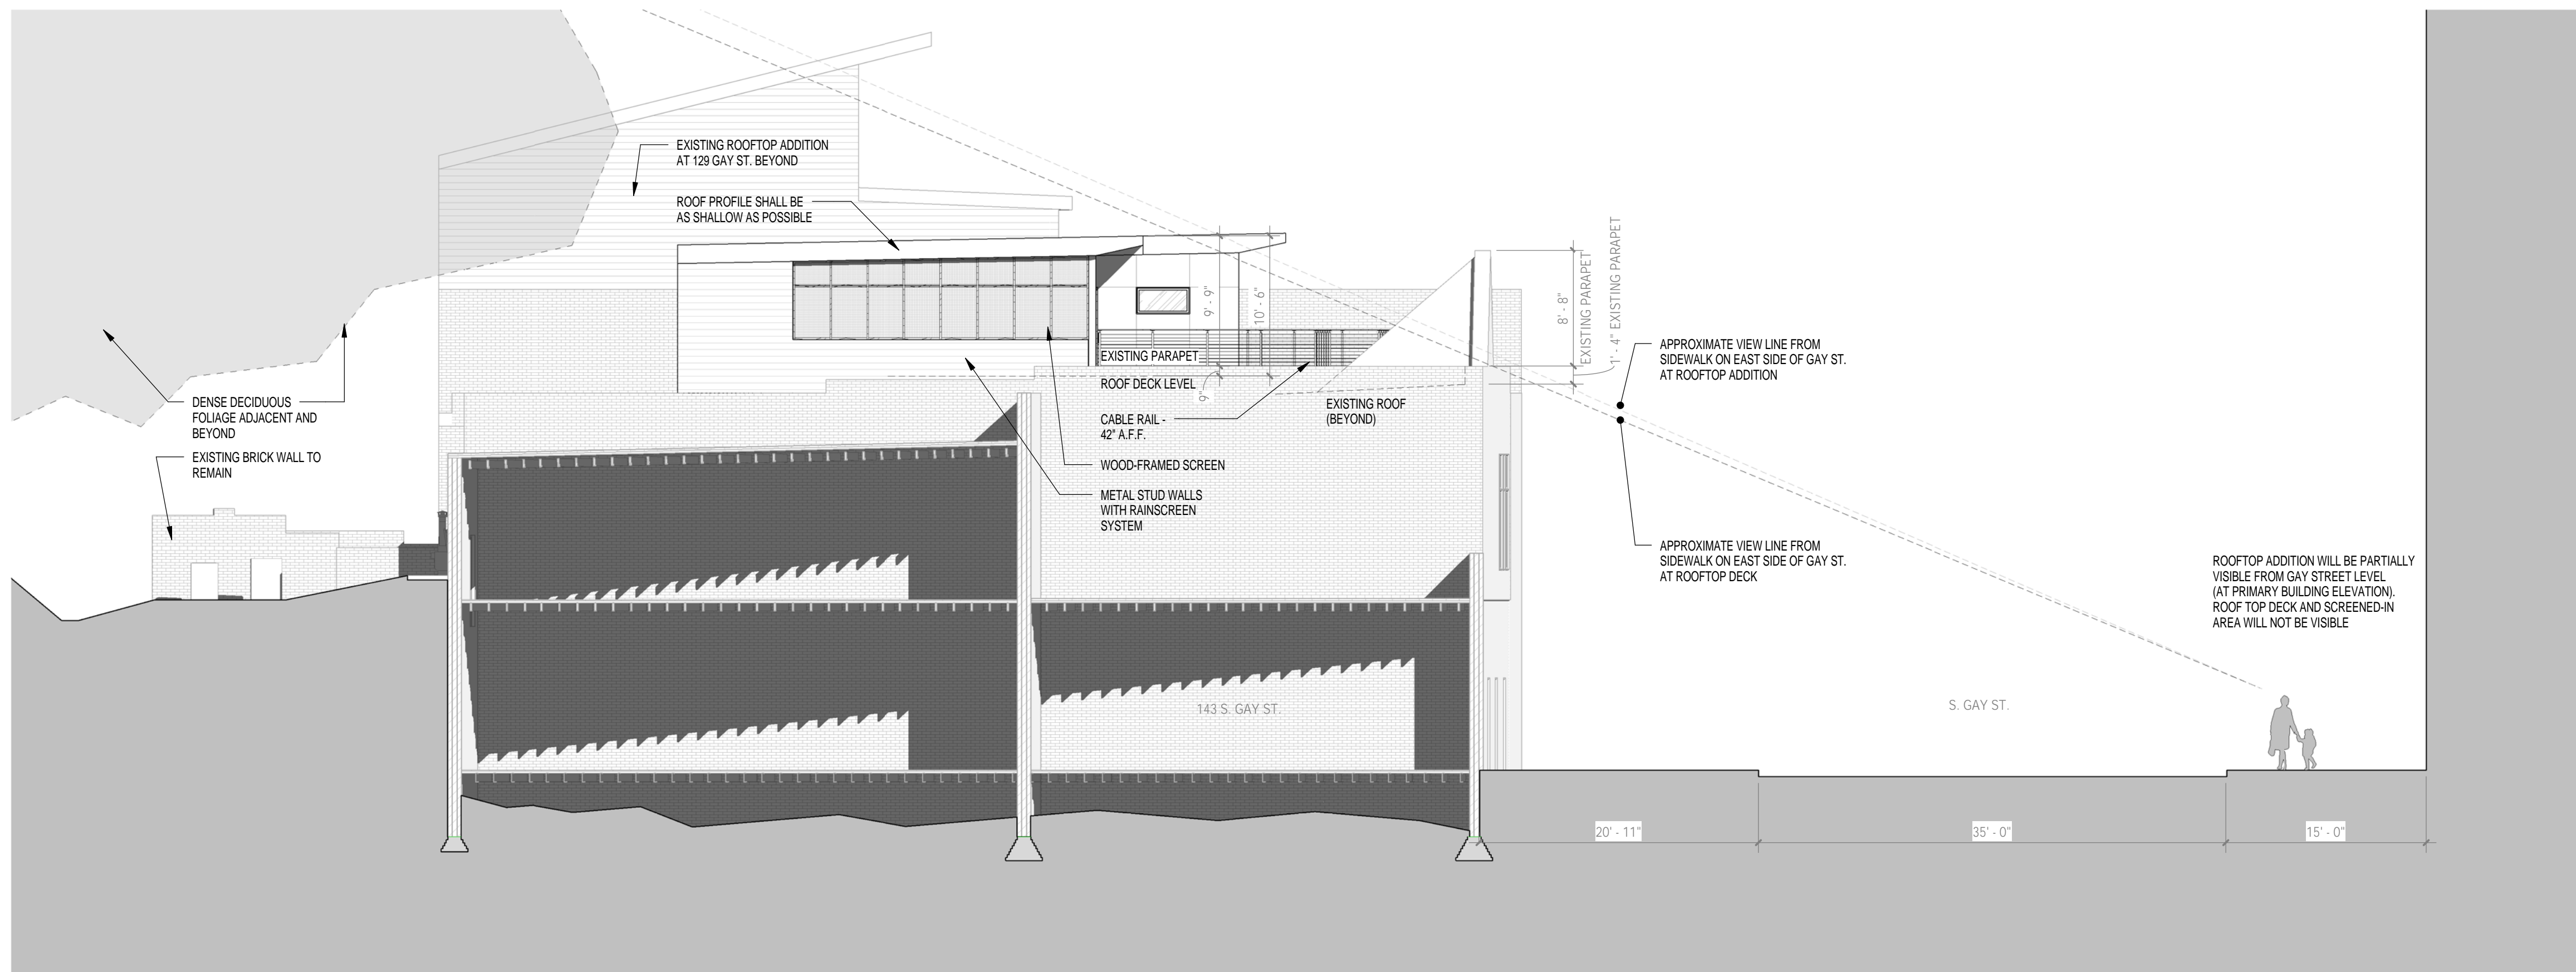 EXISTING ROOFTOP ADDITION
AT 129 GAY ST. BEYOND
ROOF PROFILE SHALL BE
AS SHALLOW AS POSSIBLE
9' - 9"
10' - 6"
8' - 8"
EXISTING PARAPET
1' - 4" EXISTING PARAPET
EXISTING PARAPET
ROOF DECK LEVEL
9"
CABLE RAIL -
42" A.F.F.
EXISTING ROOF
(BEYOND)
WOOD-FRAMED SCREEN
METAL STUD WALLS
WITH RAINSCREEN
SYSTEM
DENSE DECIDUOUS
FOLIAGE ADJACENT AND
BEYOND
EXISTING BRICK WALL TO
REMAIN
APPROXIMATE VIEW LINE FROM
SIDEWALK ON EAST SIDE OF GAY ST.
AT ROOFTOP ADDITION
APPROXIMATE VIEW LINE FROM
SIDEWALK ON EAST SIDE OF GAY ST.
AT ROOFTOP DECK
ROOFTOP ADDITION WILL BE PARTIALLY
VISIBLE FROM GAY STREET LEVEL
(AT PRIMARY BUILDING ELEVATION).
ROOF TOP DECK AND SCREENED-IN
AREA WILL NOT BE VISIBLE
143 S. GAY ST.
S. GAY ST.
20' - 11"
35' - 0"
15' - 0"